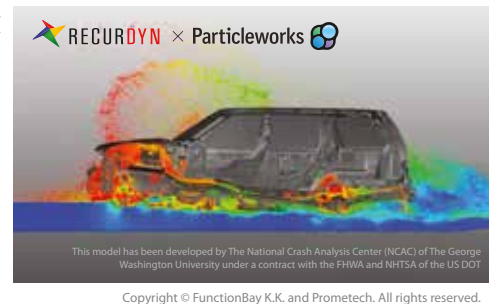 RECURDYN × Particleworks
This model has been developed by The National Crash Analysis Center (NCAC) of The George
Washington University under a contract with the FHWA and NHTSA of the US DOT
Copyright © FunctionBay K.K. and Prometech. All rights reserved.